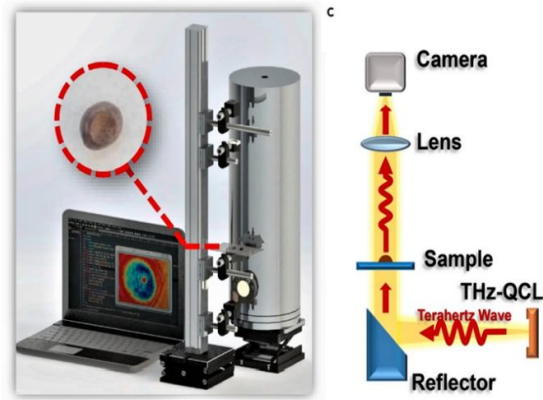 c
Camera
Lens
Sample
THz-QCL
Terahertz Wave
Reflector